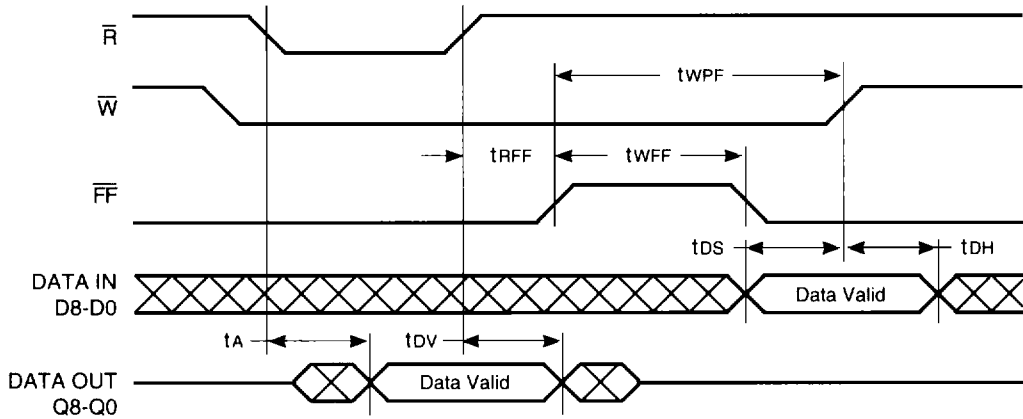 R
tWPF
W
tRFF
tWFF
FF
tDS
tDH
DATA IN
D8-D0
Data Valid
tA
tDV
DATA OUT
Q8-Q0
Data Valid